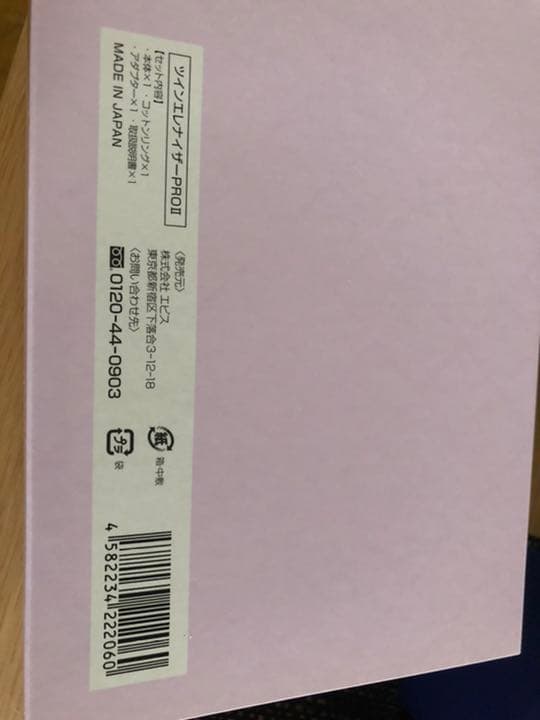 ツインエレナイザーPROⅡ
【セット内容】
・本体×1・コットンリング×1
・アダプター×1・取扱説明書×1
MADE IN JAPAN
〈発売元〉
株式会社 エビス
東京都新宿区下落合3-12-18
〈お問い合わせ先〉
0120-44-0903
紙 箱・中敷
プラ 袋
4 582234 222060